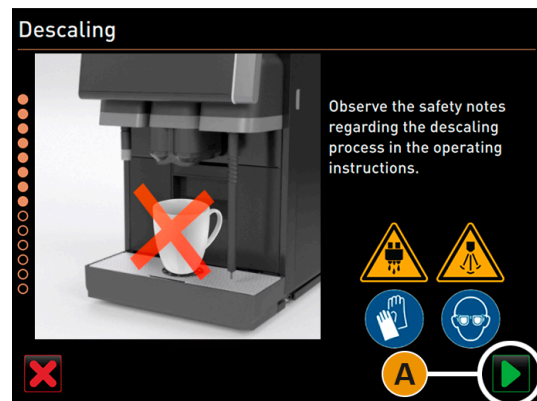 Descaling
Observe the safety notes
regarding the descaling
process in the operating
instructions.
A